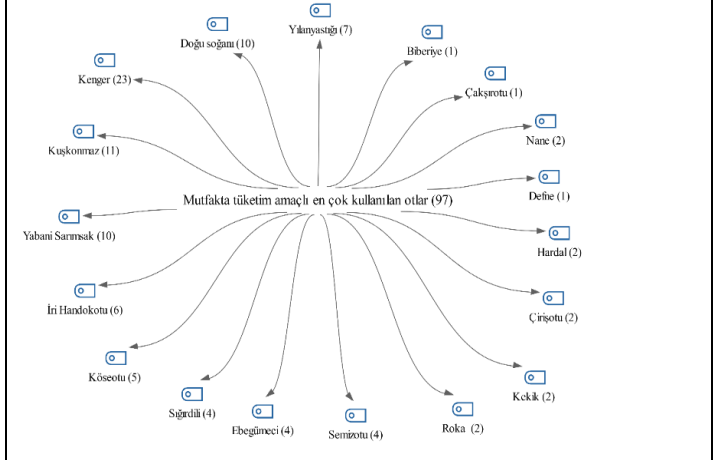 Yılanyastığı (7)
Doğu soğanı (10)
Biberiye (1)
Kenger (23)
Çakşırotu (1)
Kuşkonmaz (11)
Nane (2)
Mutfakta tüketim amaçlı en çok kullanılan otlar (97)
Defne (1)
Yabani Sarımsak (10)
Hardal (2)
İri Handokotu (6)
Çirişotu (2)
Köseotu (5)
Kekik (2)
Sığırdili (4)
Ebegümeci (4)
Semizotu (4)
Roka (2)